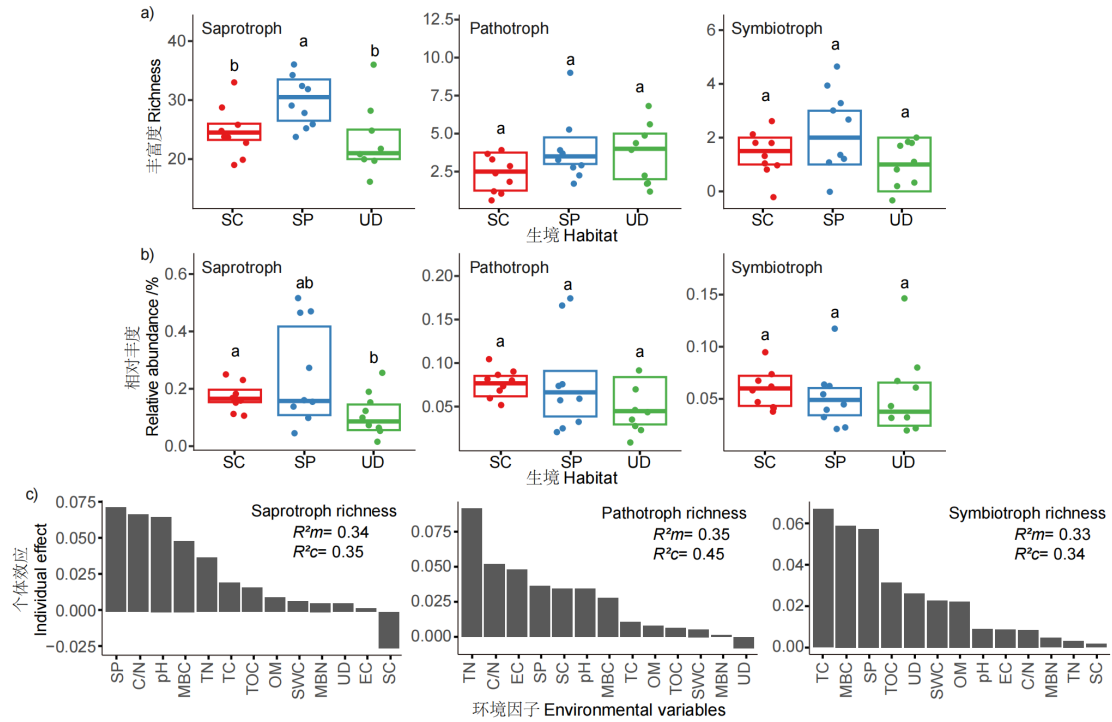 a)
Saprotroph
Pathotroph
Symbiotroph
丰富度 Richness
40
30
20
b
a
b
SC
SP
UD
12.5
10.0
7.5
5.0
2.5
a
a
a
SC
SP
UD
6
4
2
0
a
a
a
SC
SP
UD
生境 Habitat
b)
Saprotroph
Pathotroph
Symbiotroph
相对丰度
Relative abundance /%
0.6
0.4
0.2
0.0
a
ab
b
SC
SP
UD
0.20
0.15
0.10
0.05
a
a
a
SC
SP
UD
0.15
0.10
0.05
a
a
a
SC
SP
UD
生境 Habitat
c)
个体效应
Individual effect
0.075
0.050
0.025
0.000
−0.025
Saprotroph richness
R²m= 0.34
R²c= 0.35
SP
C/N
pH
MBC
TN
TC
TOC
OM
SWC
MBN
UD
EC
SC
0.075
0.050
0.025
0.000
Pathotroph richness
R²m= 0.35
R²c= 0.45
TN
C/N
EC
SP
SC
pH
MBC
TC
OM
TOC
SWC
MBN
UD
0.06
0.04
0.02
0.00
Symbiotroph richness
R²m= 0.33
R²c= 0.34
TC
MBC
SP
TOC
UD
SWC
OM
pH
EC
C/N
MBN
TN
SC
环境因子 Environmental variables